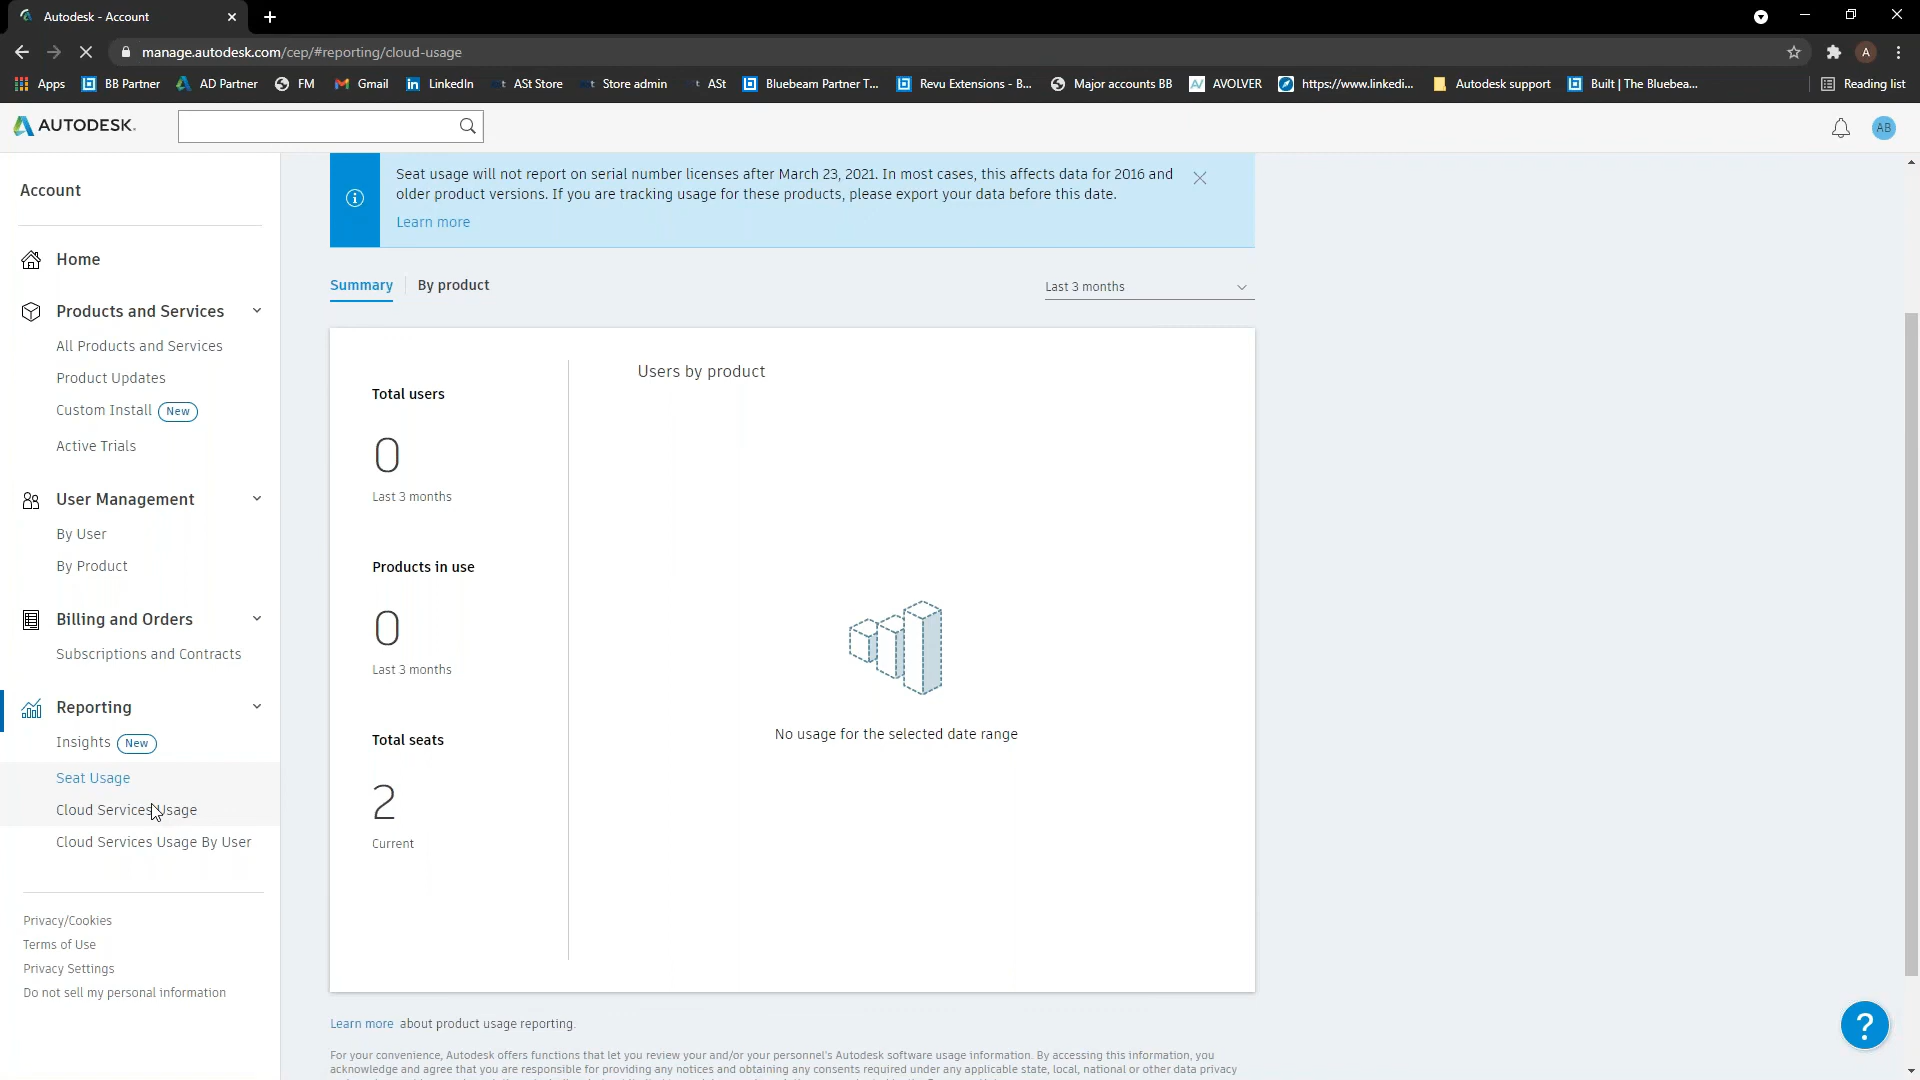 Autodesk - Account
manage.autodesk.com/cep/#reporting/cloud-usage
A
Apps
BB Partner
AD Partner
FM
Gmail
LinkedIn
ASt Store
Store admin
ASt
Bluebeam Partner T...
Revu Extensions - B...
Major accounts BB
AVOLVER
https://www.linkedi...
Autodesk support
Built | The Bluebea...
Reading list
AUTODESK.
AB
Account
Home
Products and Services
All Products and Services
Product Updates
Custom Install New
Active Trials
User Management
By User
By Product
Billing and Orders
Subscriptions and Contracts
Reporting
Insights New
Seat Usage
Cloud Services Usage
Cloud Services Usage By User
Privacy/Cookies
Terms of Use
Privacy Settings
Do not sell my personal information
Seat usage will not report on serial number licenses after March 23, 2021. In most cases, this affects data for 2016 and
older product versions. If you are tracking usage for these products, please export your data before this date.
Learn more
Summary
By product
Last 3 months
Total users
0
Last 3 months
Products in use
0
Last 3 months
Total seats
2
Current
Users by product
No usage for the selected date range
Learn more about product usage reporting.
For your convenience, Autodesk offers functions that let you review your and/or your personnel's Autodesk software usage information. By accessing this information, you
acknowledge and agree that you are responsible for providing any notices and obtaining any consents required under any applicable state, local, national or other data privacy
?